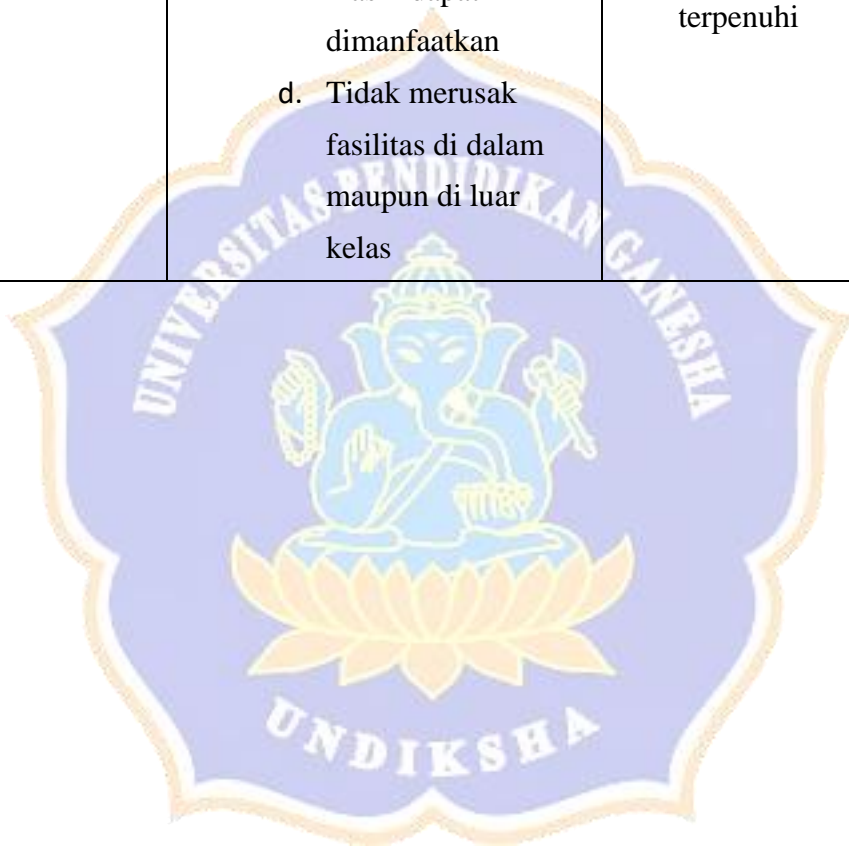 dimanfaatkan
terpenuhi
d. Tidak merusak
fasilitas di dalam
maupun di luar
kelas
UNIVERSITAS PENDIDIKAN GANESHA
UNDIKSHA